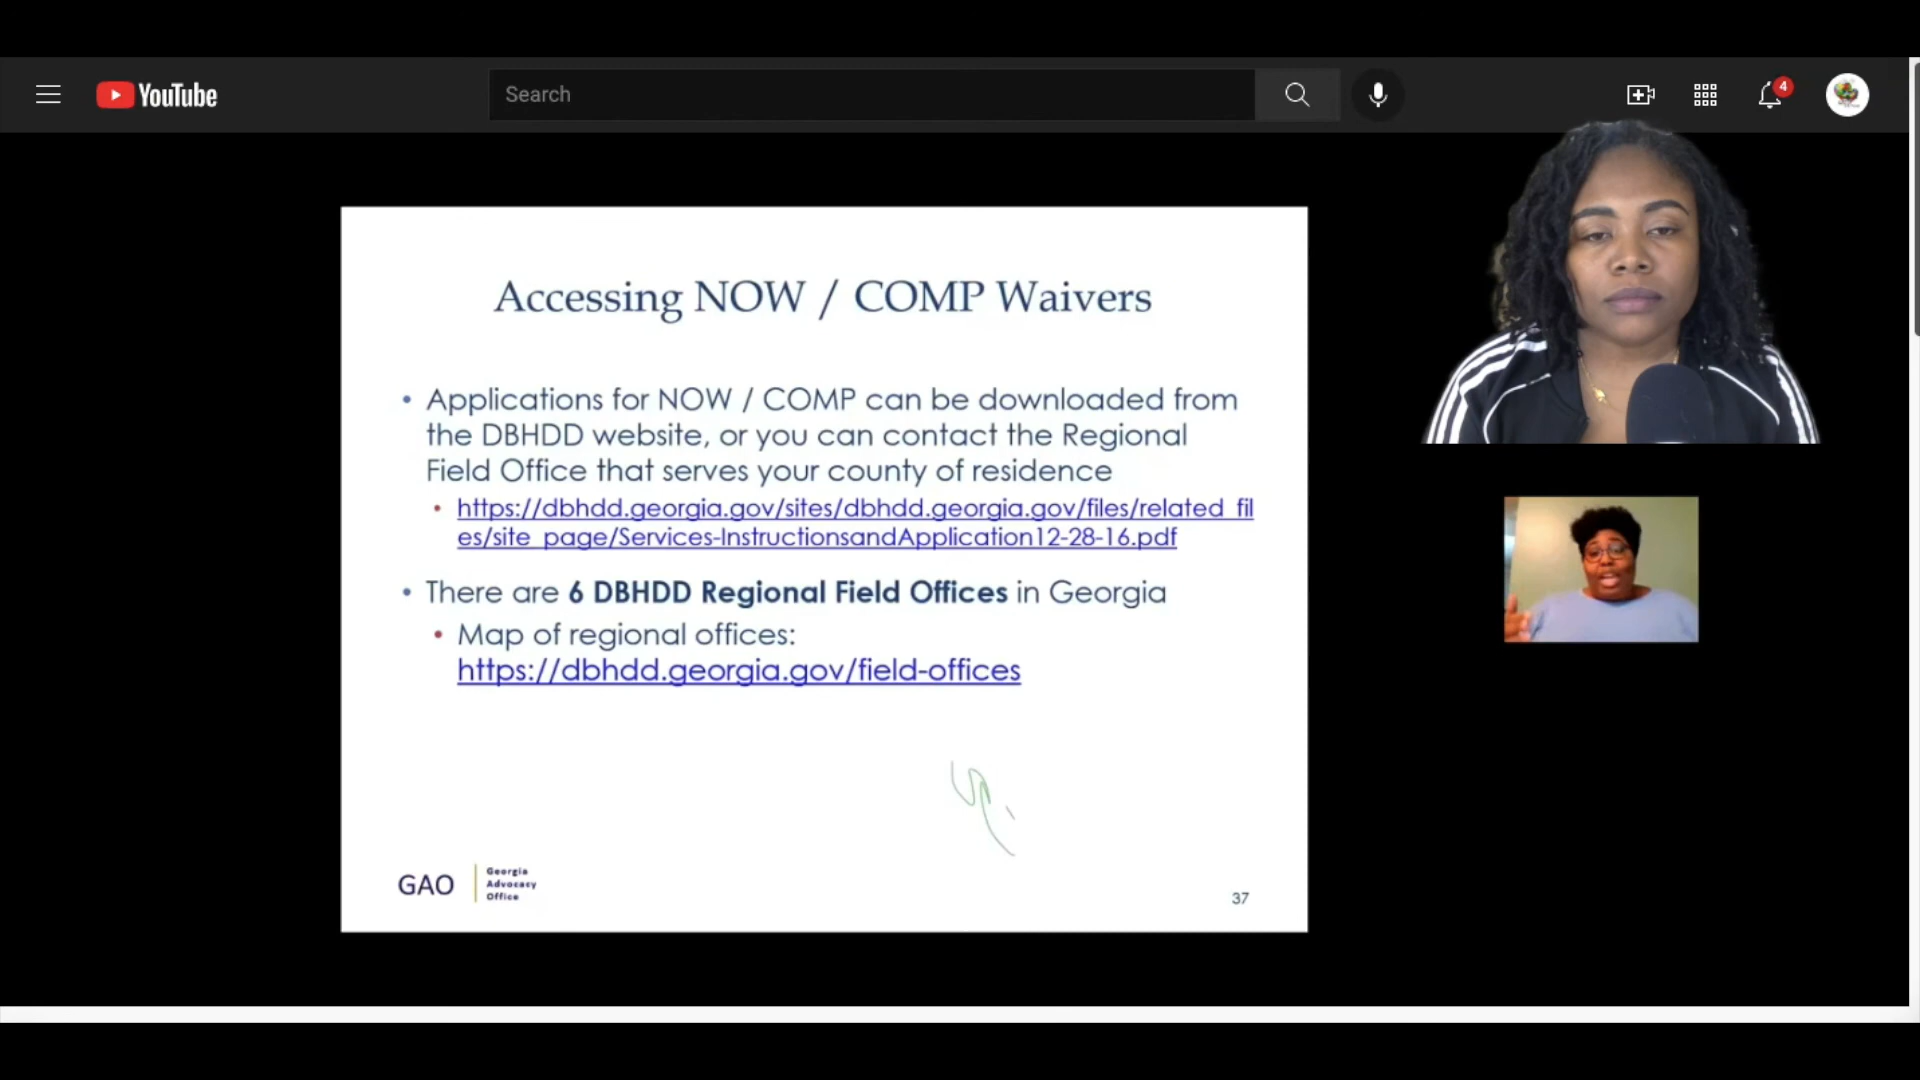 YouTube
Search
4
Accessing NOW / COMP Waivers
• Applications for NOW / COMP can be downloaded from
the DBHDD website, or you can contact the Regional
Field Office that serves your county of residence
• https://dbhdd.georgia.gov/sites/dbhdd.georgia.gov/files/related_fil
es/site_page/Services-InstructionsandApplication12-28-16.pdf
• There are 6 DBHDD Regional Field Offices in Georgia
• Map of regional offices:
https://dbhdd.georgia.gov/field-offices
GAO
Georgia
Advocacy
Office
37